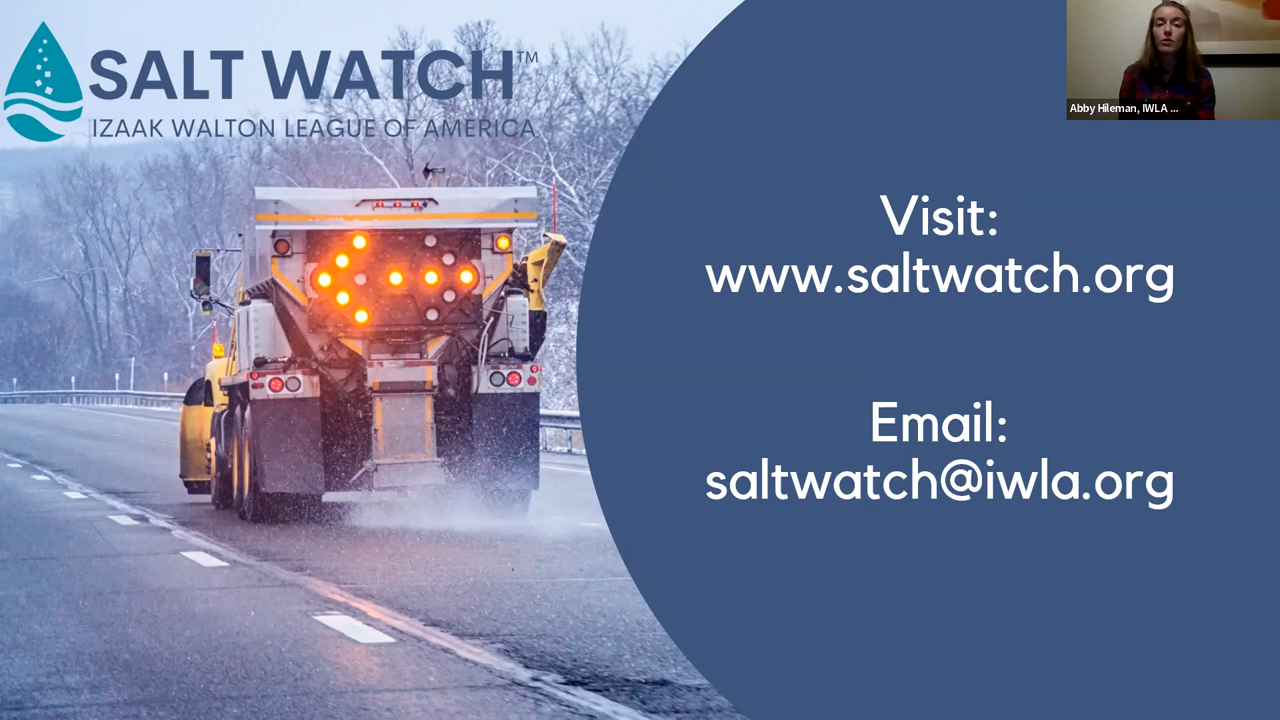 SALT WATCH™
IZAAK WALTON LEAGUE OF AMERICA
Abby Hileman, IWLA ...
Visit:
www.saltwatch.org
Email:
saltwatch@iwla.org